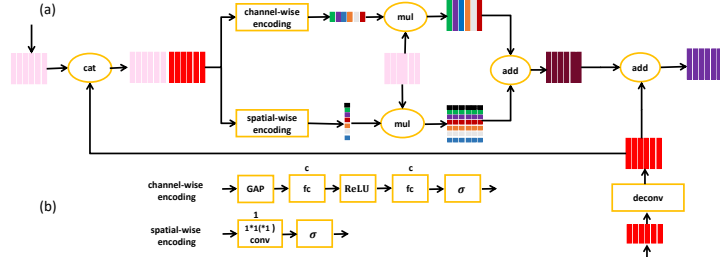 (a)
channel-wise
encoding
mul
cat
add
add
spatial-wise
encoding
mul
channel-wise
encoding
GAP
c
fc
ReLU
c
fc
σ
deconv
(b)
spatial-wise
encoding
1
1*1(*1)
conv
σ